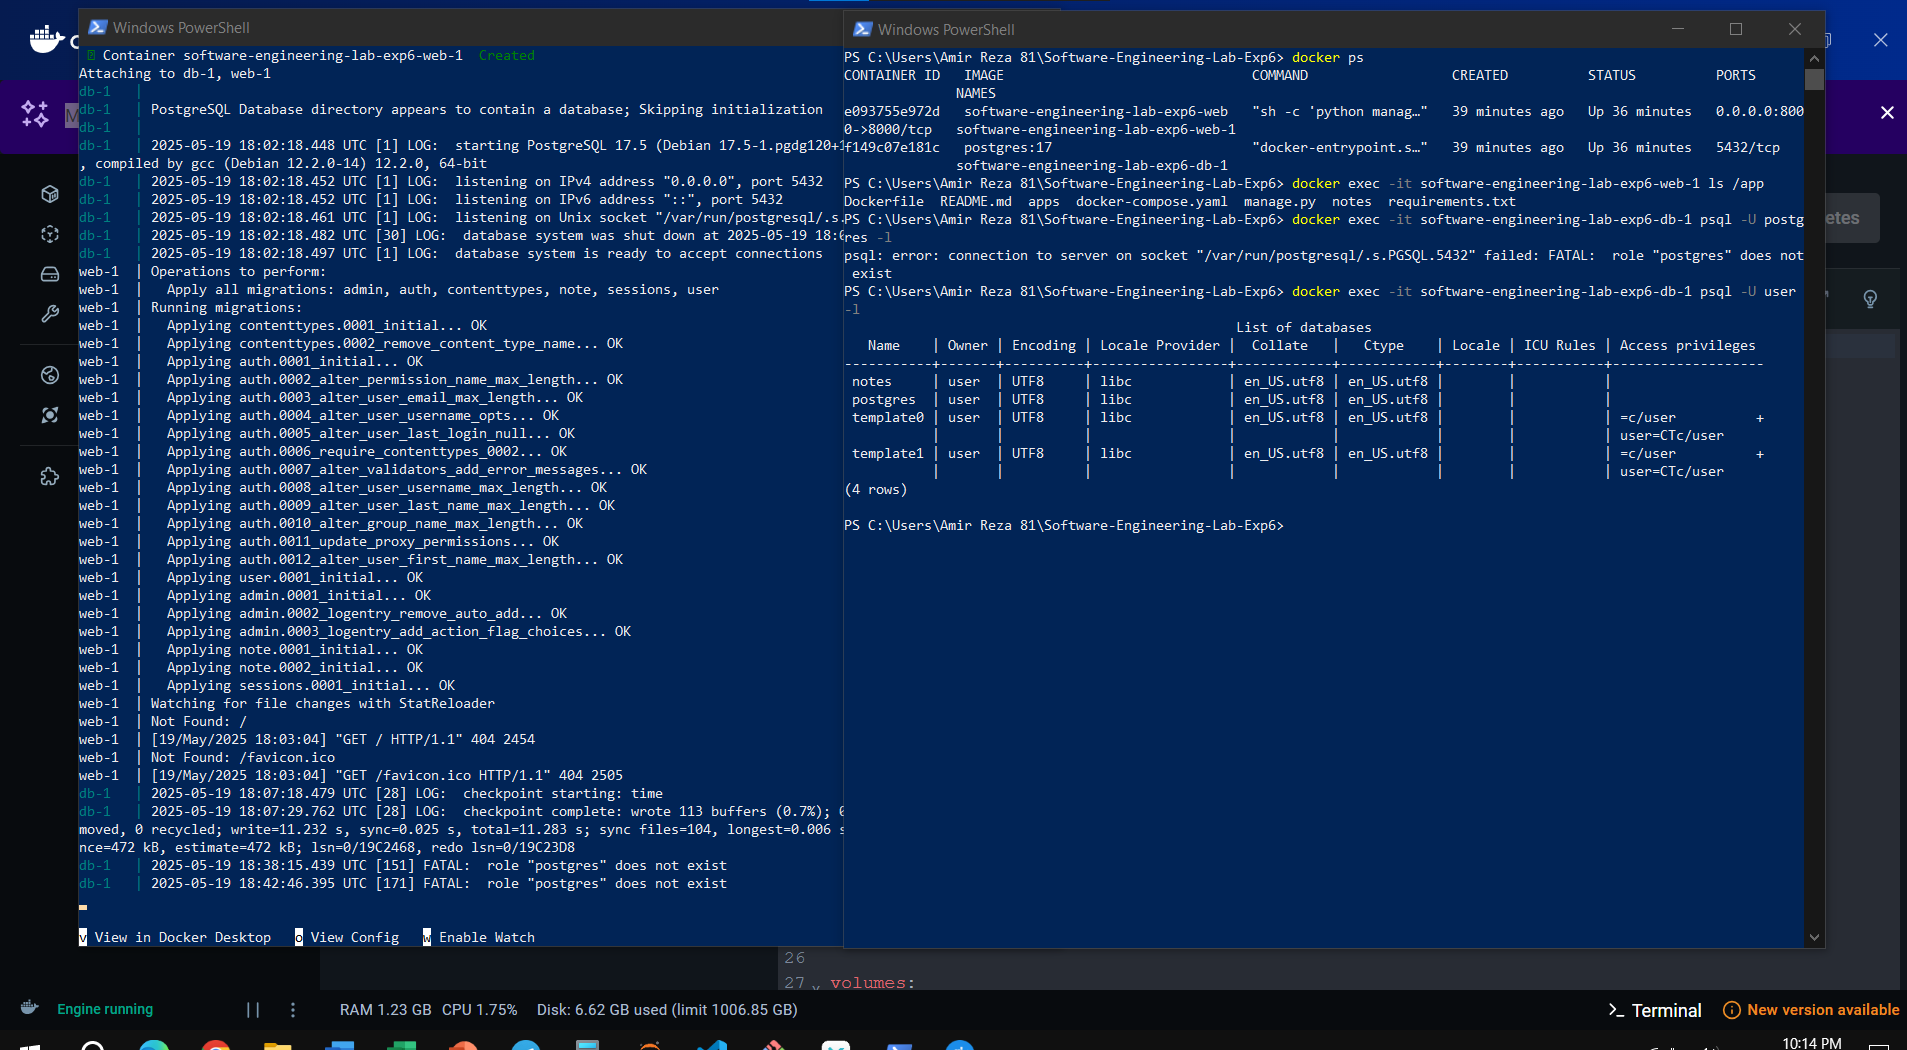 Windows PowerShell
Container software-engineering-lab-exp6-web-1  Created
Attaching to db-1, web-1
db-1   |
db-1   | PostgreSQL Database directory appears to contain a database; Skipping initialization
db-1   |
db-1   | 2025-05-19 18:02:18.448 UTC [1] LOG:  starting PostgreSQL 17.5 (Debian 17.5-1.pgdg120+1
, compiled by gcc (Debian 12.2.0-14) 12.2.0, 64-bit
db-1   | 2025-05-19 18:02:18.452 UTC [1] LOG:  listening on IPv4 address "0.0.0.0", port 5432
db-1   | 2025-05-19 18:02:18.452 UTC [1] LOG:  listening on IPv6 address "::", port 5432
db-1   | 2025-05-19 18:02:18.461 UTC [1] LOG:  listening on Unix socket "/var/run/postgresql/.s.
db-1   | 2025-05-19 18:02:18.482 UTC [30] LOG:  database system was shut down at 2025-05-19 18:0
db-1   | 2025-05-19 18:02:18.497 UTC [1] LOG:  database system is ready to accept connections
web-1  | Operations to perform:
web-1  |   Apply all migrations: admin, auth, contenttypes, note, sessions, user
web-1  | Running migrations:
web-1  |   Applying contenttypes.0001_initial... OK
web-1  |   Applying contenttypes.0002_remove_content_type_name... OK
web-1  |   Applying auth.0001_initial... OK
web-1  |   Applying auth.0002_alter_permission_name_max_length... OK
web-1  |   Applying auth.0003_alter_user_email_max_length... OK
web-1  |   Applying auth.0004_alter_user_username_opts... OK
web-1  |   Applying auth.0005_alter_user_last_login_null... OK
web-1  |   Applying auth.0006_require_contenttypes_0002... OK
web-1  |   Applying auth.0007_alter_validators_add_error_messages... OK
web-1  |   Applying auth.0008_alter_user_username_max_length... OK
web-1  |   Applying auth.0009_alter_user_last_name_max_length... OK
web-1  |   Applying auth.0010_alter_group_name_max_length... OK
web-1  |   Applying auth.0011_update_proxy_permissions... OK
web-1  |   Applying auth.0012_alter_user_first_name_max_length... OK
web-1  |   Applying user.0001_initial... OK
web-1  |   Applying admin.0001_initial... OK
web-1  |   Applying admin.0002_logentry_remove_auto_add... OK
web-1  |   Applying admin.0003_logentry_add_action_flag_choices... OK
web-1  |   Applying note.0001_initial... OK
web-1  |   Applying note.0002_initial... OK
web-1  |   Applying sessions.0001_initial... OK
web-1  | Watching for file changes with StatReloader
web-1  | Not Found: /
web-1  | [19/May/2025 18:03:04] "GET / HTTP/1.1" 404 2454
web-1  | Not Found: /favicon.ico
web-1  | [19/May/2025 18:03:04] "GET /favicon.ico HTTP/1.1" 404 2505
db-1   | 2025-05-19 18:07:18.479 UTC [28] LOG:  checkpoint starting: time
db-1   | 2025-05-19 18:07:29.762 UTC [28] LOG:  checkpoint complete: wrote 113 buffers (0.7%); 0
moved, 0 recycled; write=11.232 s, sync=0.025 s, total=11.283 s; sync files=104, longest=0.006 s
nce=472 kB, estimate=472 kB; lsn=0/19C2468, redo lsn=0/19C23D8
db-1   | 2025-05-19 18:38:15.439 UTC [151] FATAL:  role "postgres" does not exist
db-1   | 2025-05-19 18:42:46.395 UTC [171] FATAL:  role "postgres" does not exist
v View in Docker Desktop   o View Config   w Enable Watch
Windows PowerShell
PS C:\Users\Amir Reza 81\Software-Engineering-Lab-Exp6> docker ps
CONTAINER ID   IMAGE                               COMMAND                  CREATED          STATUS          PORTS
              NAMES
e093755e972d   software-engineering-lab-exp6-web   "sh -c 'python manag…"   39 minutes ago   Up 36 minutes   0.0.0.0:800
0->8000/tcp   software-engineering-lab-exp6-web-1
f149c07e181c   postgres:17                         "docker-entrypoint.s…"   39 minutes ago   Up 36 minutes   5432/tcp
              software-engineering-lab-exp6-db-1
PS C:\Users\Amir Reza 81\Software-Engineering-Lab-Exp6> docker exec -it software-engineering-lab-exp6-web-1 ls /app
Dockerfile  README.md  apps  docker-compose.yaml  manage.py  notes  requirements.txt
PS C:\Users\Amir Reza 81\Software-Engineering-Lab-Exp6> docker exec -it software-engineering-lab-exp6-db-1 psql -U postg
res -l
psql: error: connection to server on socket "/var/run/postgresql/.s.PGSQL.5432" failed: FATAL:  role "postgres" does not
 exist
PS C:\Users\Amir Reza 81\Software-Engineering-Lab-Exp6> docker exec -it software-engineering-lab-exp6-db-1 psql -U user
-l
                                                 List of databases
   Name    | Owner | Encoding | Locale Provider |  Collate   |   Ctype    | Locale | ICU Rules | Access privileges
-----------+-------+----------+-----------------+------------+------------+--------+-----------+-------------------
 notes     | user  | UTF8     | libc            | en_US.utf8 | en_US.utf8 |        |           |
 postgres  | user  | UTF8     | libc            | en_US.utf8 | en_US.utf8 |        |           |
 template0 | user  | UTF8     | libc            | en_US.utf8 | en_US.utf8 |        |           | =c/user          +
           |       |          |                 |            |            |        |           | user=CTc/user
 template1 | user  | UTF8     | libc            | en_US.utf8 | en_US.utf8 |        |           | =c/user          +
           |       |          |                 |            |            |        |           | user=CTc/user
(4 rows)
PS C:\Users\Amir Reza 81\Software-Engineering-Lab-Exp6>
etes
26
27 volumes:
Engine running
RAM 1.23 GB CPU 1.75% Disk: 6.62 GB used (limit 1006.85 GB)
Terminal
New version available
10:14 PM